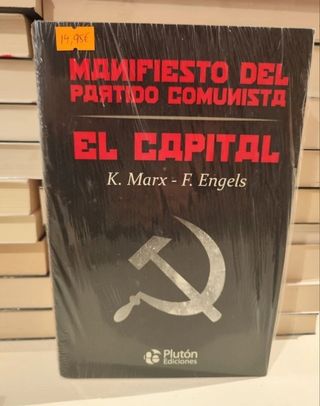 14,95€
MANIFIESTO DEL
PARTIDO COMUNISTA
EL CAPITAL
K. Marx - F. Engels
Plutón
Ediciones